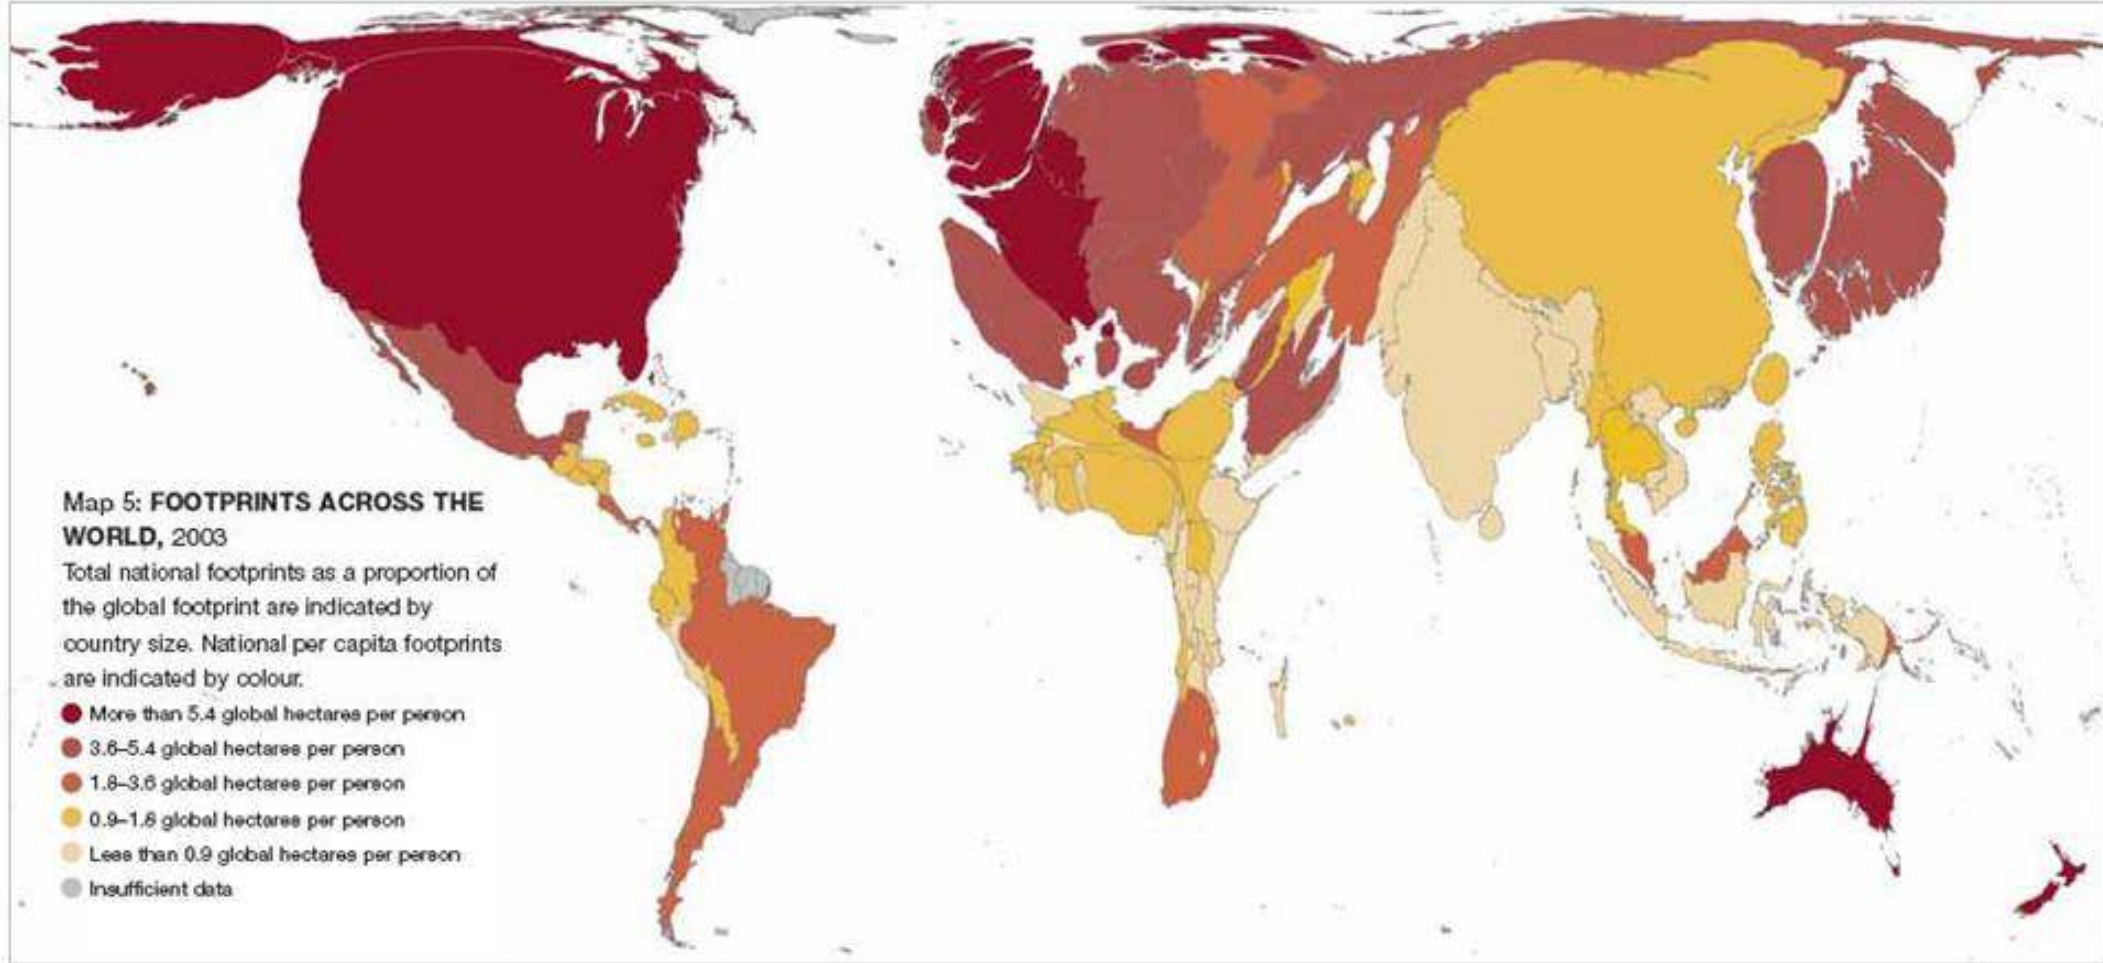 Map 5: FOOTPRINTS ACROSS THE
WORLD, 2003
Total national footprints as a proportion of
the global footprint are indicated by
country size. National per capita footprints
are indicated by colour.
More than 5.4 global hectares per person
3.6–5.4 global hectares per person
1.8–3.6 global hectares per person
0.9–1.8 global hectares per person
Less than 0.9 global hectares per person
Insufficient data